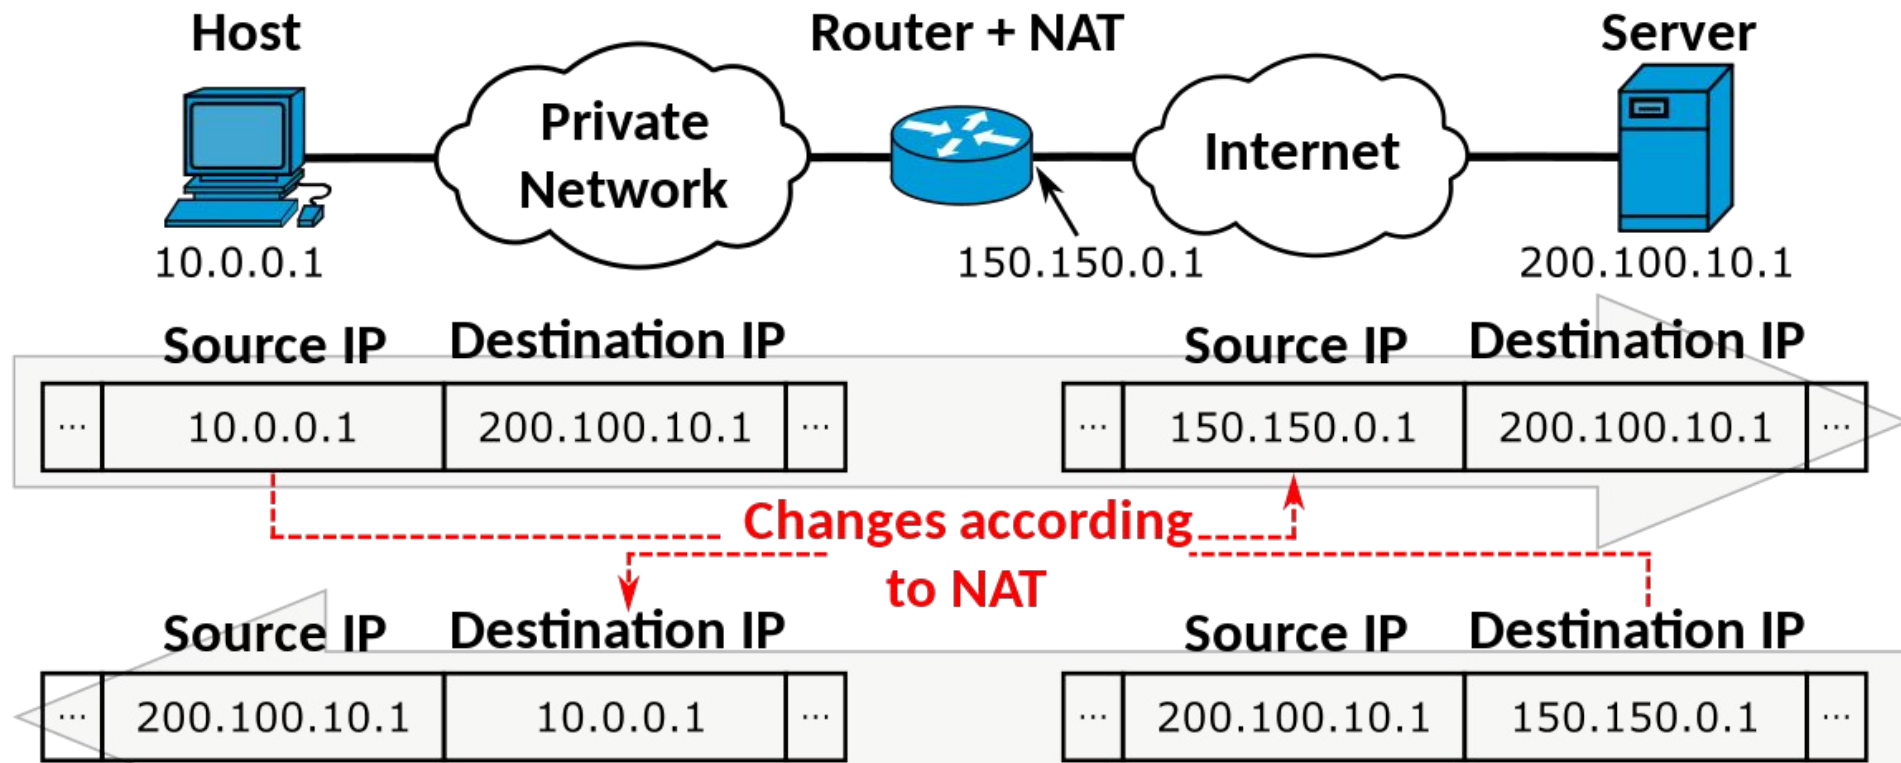 Host
Router + NAT
Server
Private
Network
Internet
10.0.0.1
150.150.0.1
200.100.10.1
Source IP Destination IP
Source IP Destination IP
... 10.0.0.1 200.100.10.1 ...
... 150.150.0.1 200.100.10.1 ...
Changes according
to NAT
Source IP Destination IP
Source IP Destination IP
... 200.100.10.1 10.0.0.1 ...
... 200.100.10.1 150.150.0.1 ...